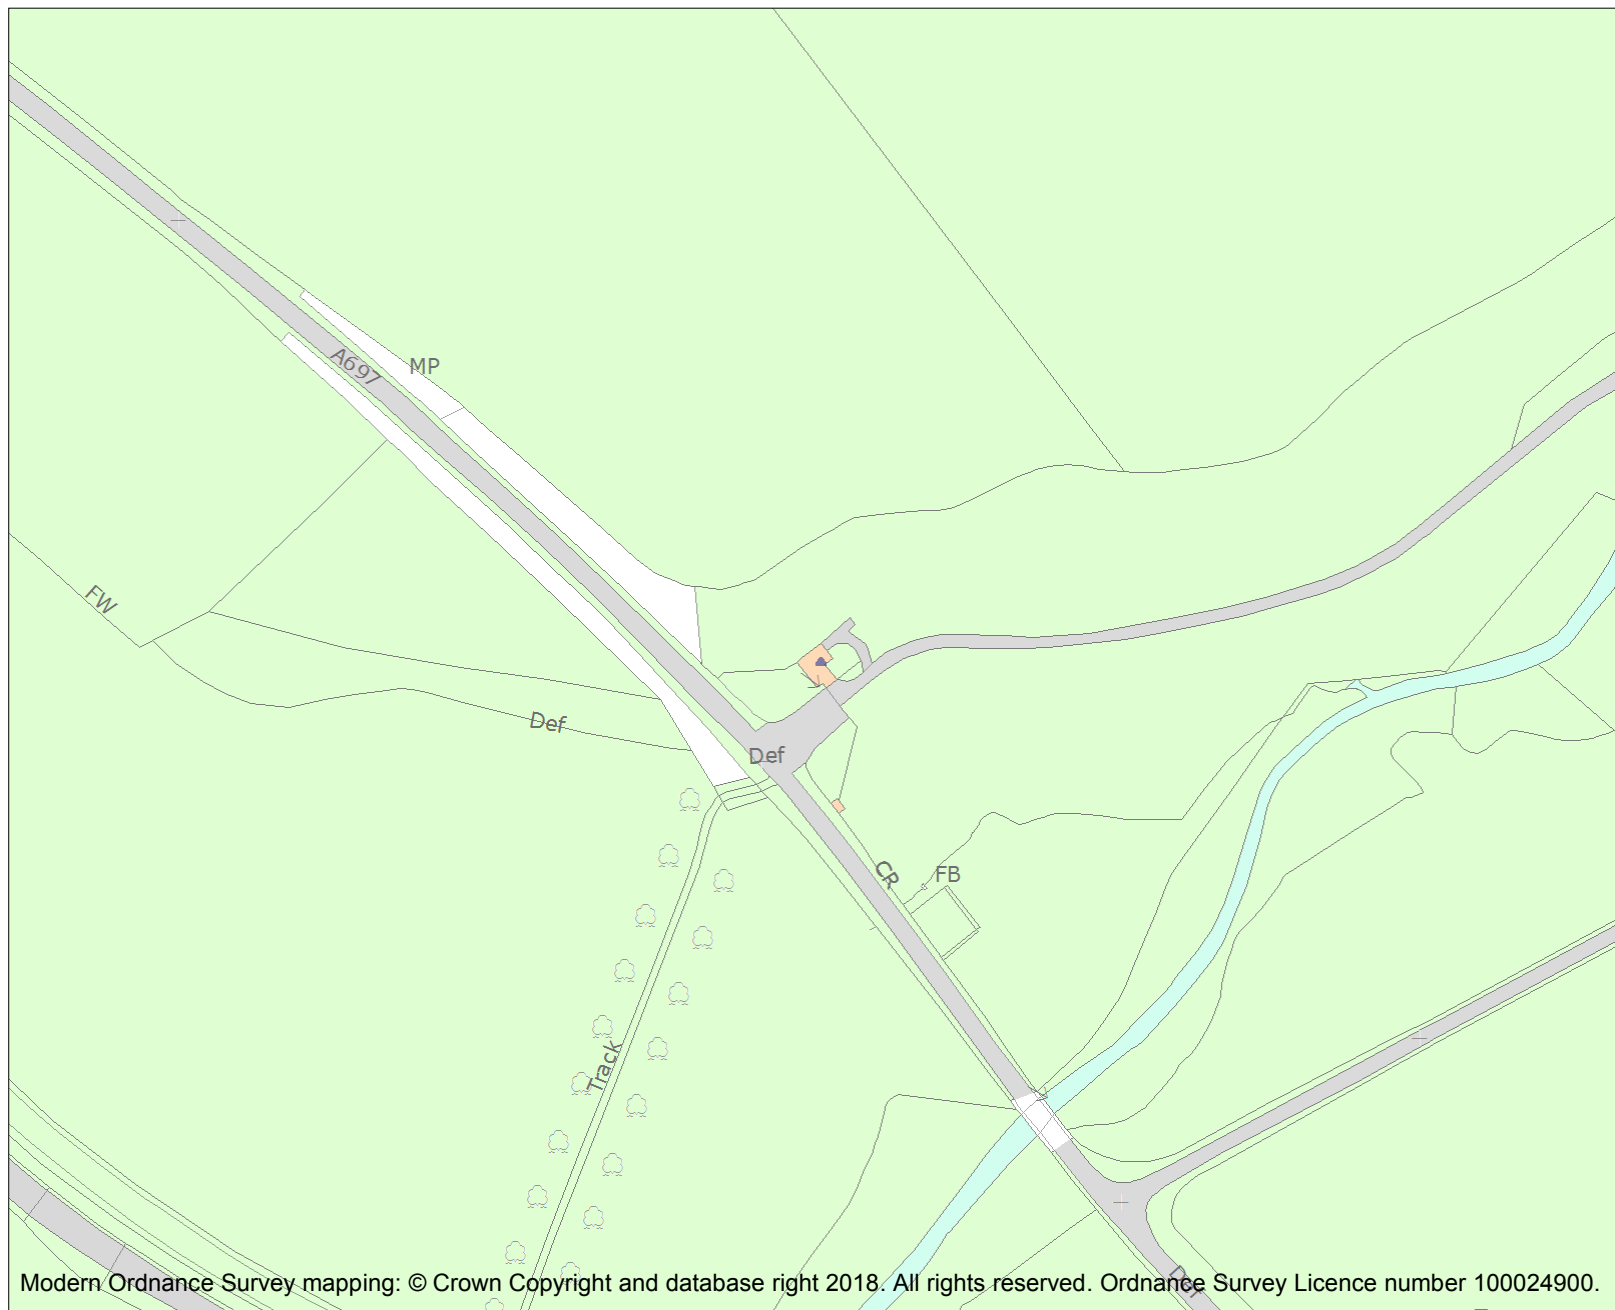 A697
MP
FW
Def
Def
CR
FB
Track
Def
Modern Ordnance Survey mapping: © Crown Copyright and database right 2018. All rights reserved. Ordnance Survey Licence number 100024900.